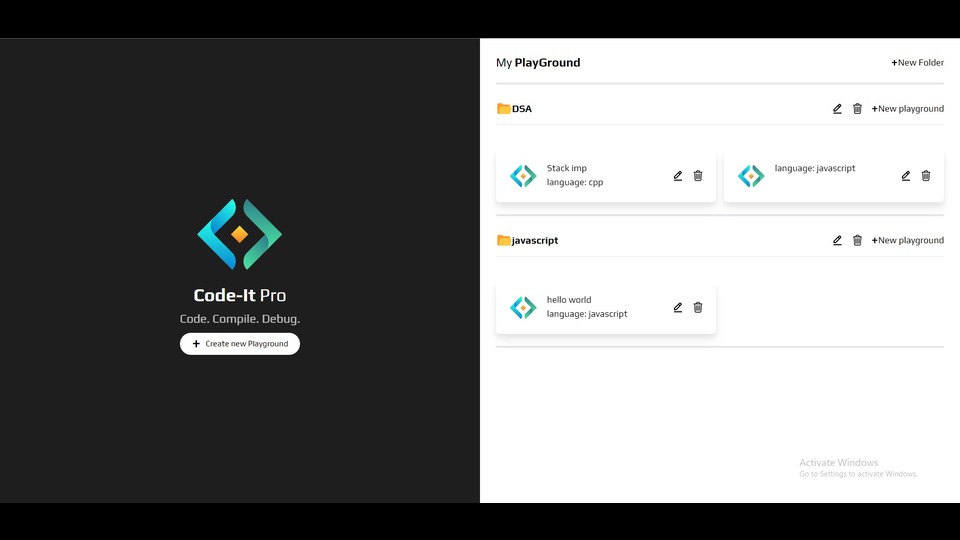 Code-It Pro
Code. Compile. Debug.
+ Create new Playground
My PlayGround
+New Folder
DSA
+New playground
Stack imp
language: cpp
language: javascript
javascript
+New playground
hello world
language: javascript
Activate Windows
Go to Settings to activate Windows.